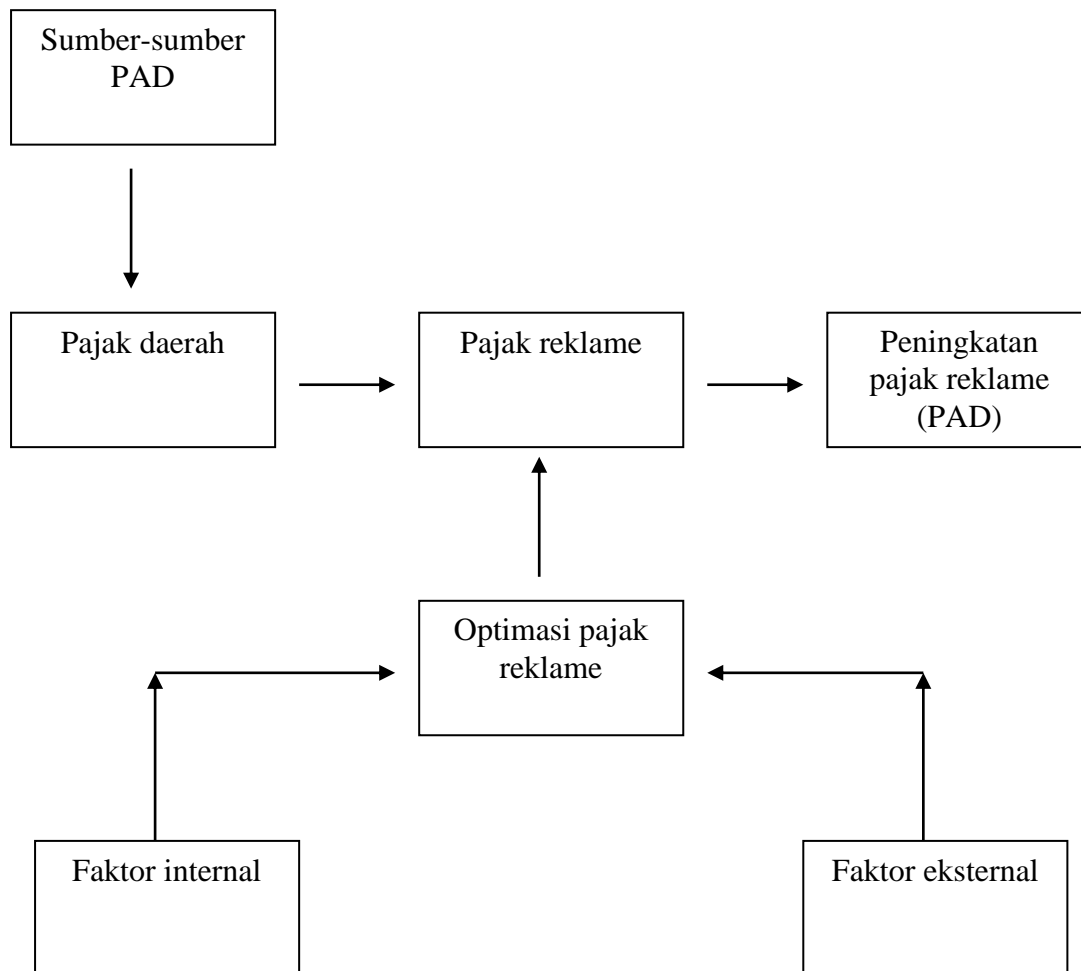 Sumber-sumber
PAD
Pajak daerah
Pajak reklame
Peningkatan
pajak reklame
(PAD)
Optimasi pajak
reklame
Faktor internal
Faktor eksternal